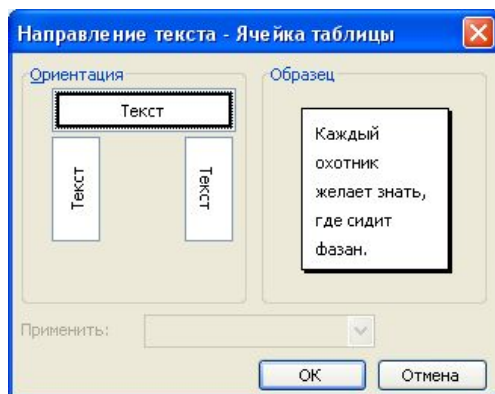 Направление текста - Ячейка таблицы
Ориентация
Текст
Текст
Текст
Образец
Каждый
охотник
желает знать,
где сидит
фазан.
Применить:
ОК
Отмена